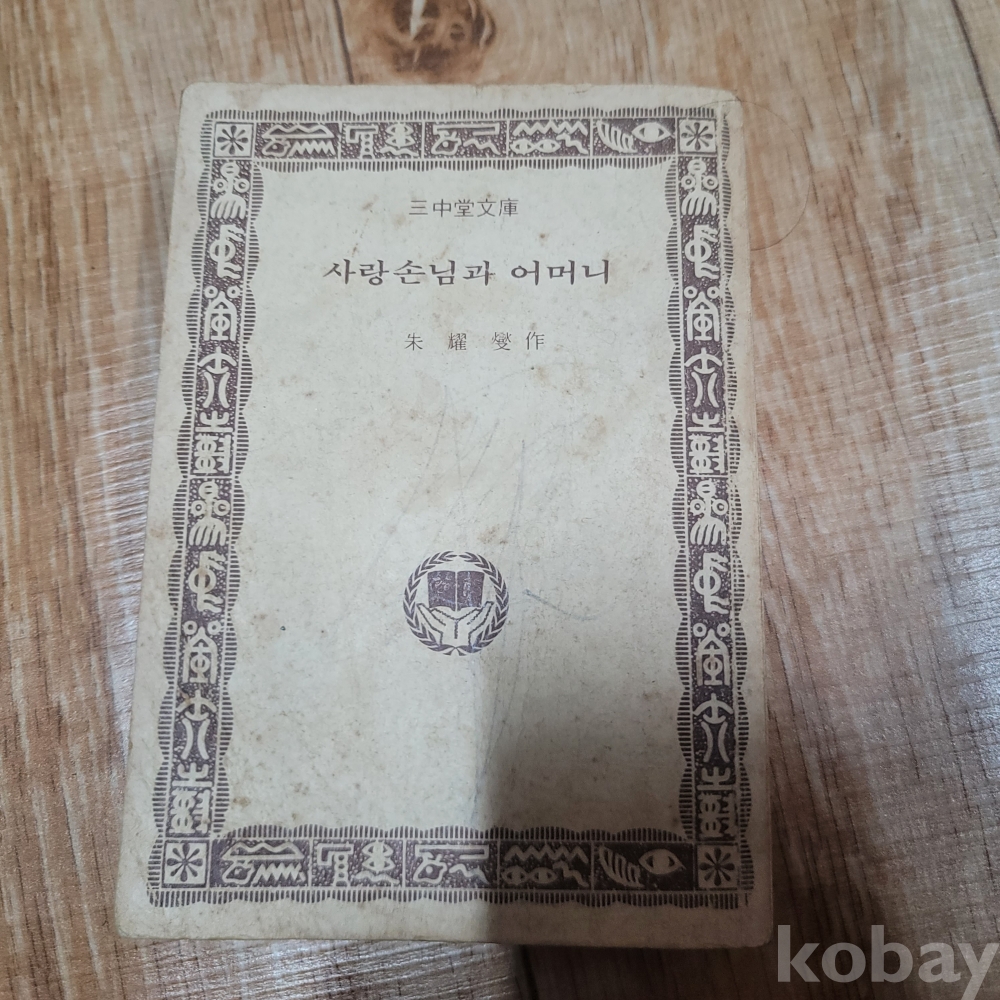 三中堂文庫
사랑손님과 어머니
朱 耀 燮 作
kobay